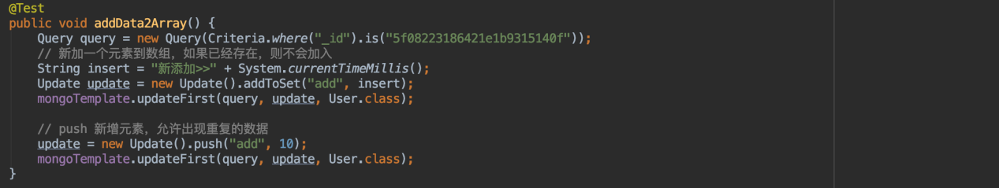 @Test
public void addData2Array() {
    Query query = new Query(Criteria.where("_id").is("5f08223186421e1b9315140f"));
    // 新加一个元素到数组，如果已经存在，则不会加入
    String insert = "新添加>>" + System.currentTimeMillis();
    Update update = new Update().addToSet("add", insert);
    mongoTemplate.updateFirst(query, update, User.class);

    // push 新增元素，允许出现重复的数据
    update = new Update().push("add", 10);
    mongoTemplate.updateFirst(query, update, User.class);
}